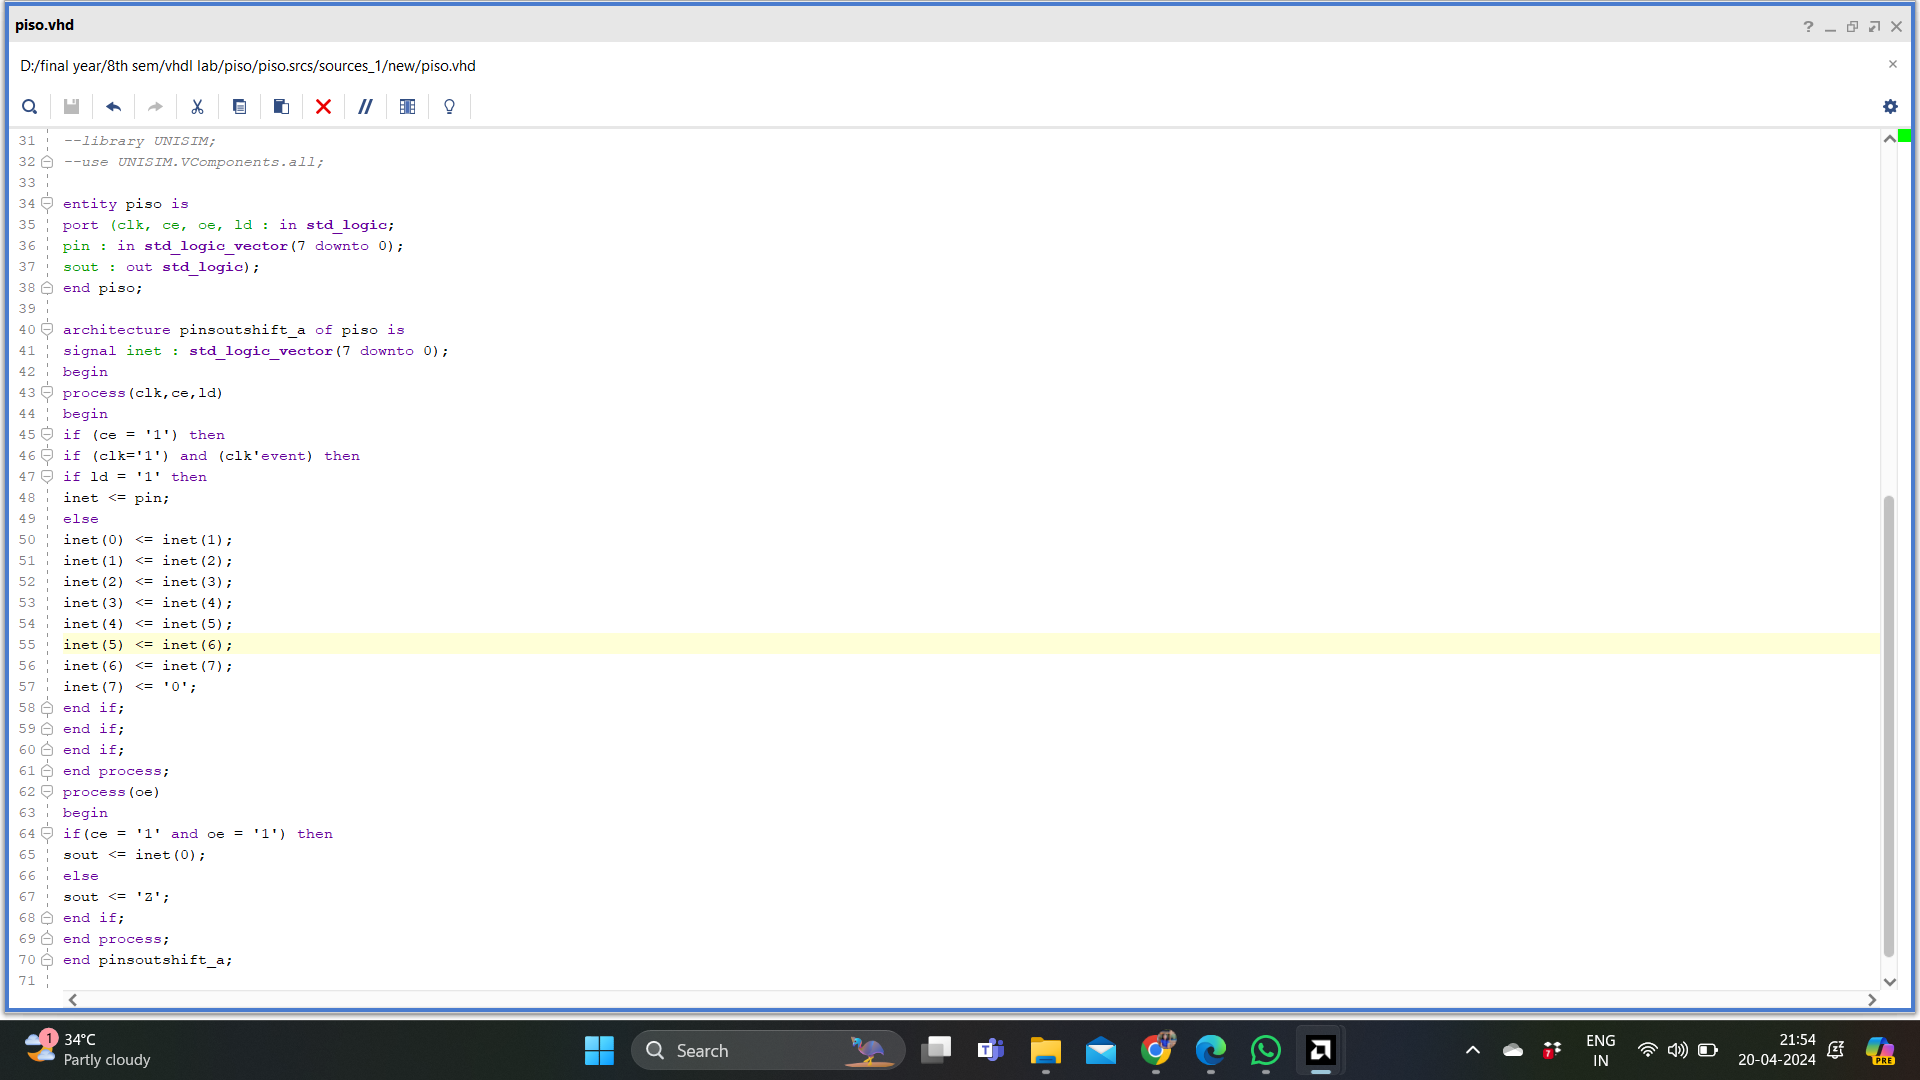 piso.vhd
D:/final year/8th sem/vhdl lab/piso/piso.srcs/sources_1/new/piso.vhd
31 --library UNISIM;
32 --use UNISIM.VComponents.all;
33
34 entity piso is
35 port (clk, ce, oe, ld : in std_logic;
36 pin : in std_logic_vector(7 downto 0);
37 sout : out std_logic);
38 end piso;
39
40 architecture pinsoutshift_a of piso is
41 signal inet : std_logic_vector(7 downto 0);
42 begin
43 process(clk,ce,ld)
44 begin
45 if (ce = '1') then
46 if (clk='1') and (clk'event) then
47 if ld = '1' then
48 inet <= pin;
49 else
50 inet(0) <= inet(1);
51 inet(1) <= inet(2);
52 inet(2) <= inet(3);
53 inet(3) <= inet(4);
54 inet(4) <= inet(5);
55 inet(5) <= inet(6);
56 inet(6) <= inet(7);
57 inet(7) <= '0';
58 end if;
59 end if;
60 end if;
61 end process;
62 process(oe)
63 begin
64 if(ce = '1' and oe = '1') then
65 sout <= inet(0);
66 else
67 sout <= 'Z';
68 end if;
69 end process;
70 end pinsoutshift_a;
71
1
34°C
Partly cloudy
Search
7
ENG
IN
21:54
20-04-2024
PRE